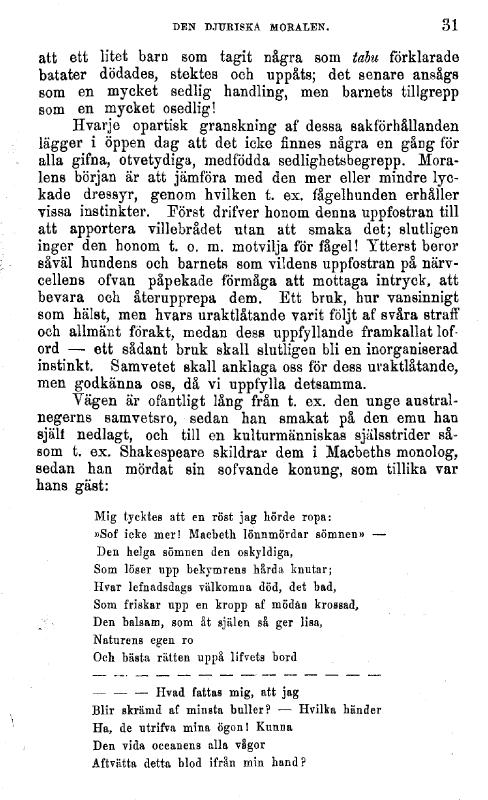 DEN DJURISKA MORALEN. 31
att ett litet barn som tagit några som tabu förklarade
batater dödades, stektes och uppåts; det senare ansågs
som en mycket sedlig handling, men barnets tillgrepp
som en mycket osedlig!
Hvarje opartisk granskning af dessa sakförhållanden
lägger i öppen dag att det icke finnes några en gång för
alla gifna, otvetydiga, medfödda sedlighetsbegrepp. Mora-
lens början är att jämföra med den mer eller mindre lyc-
kade dressyr, genom hvilken t. ex. fågelhunden erhåller
vissa instinkter. Först drifver honom denna uppfostran till
att apportera villebrådet utan att smaka det; slutligen
inger den honom t. o. m. motvilja för fågel! Ytterst beror
såväl hundens och barnets som vildens uppfostran på närv-
cellens ofvan påpekade förmåga att mottaga intryck, att
bevara och återupprepa dem. Ett bruk, hur vansinnigt
som hälst, men hvars uraktlåtande varit följt af svåra straff
och allmänt förakt, medan dess uppfyllande framkallat lof-
ord — ett sådant bruk skall slutligen bli en inorganiserad
instinkt. Samvetet skall anklaga oss för dess uraktlåtande,
men godkänna oss, då vi uppfylla detsamma.
Vägen är ofantligt lång från t. ex. den unge austral-
negerns samvetsro, sedan han smakat på den emu han
själf nedlagt, och till en kulturmänniskas själsstrider så-
som t. ex. Shakespeare skildrar dem i Macbeths monolog,
sedan han mördat sin sofvande konung, som tillika var
hans gäst:
Mig tycktes att en röst jag hörde ropa:
»Sof icke mer! Macbeth lönnmördar sömnen» —
Den helga sömnen den oskyldiga,
Som löser upp bekymrens hårda knutar;
Hvar lefnadsdags välkomna död, det bad,
Som friskar upp en kropp af mödan krossad,
Den balsam, som åt själen så ger lisa,
Naturens egen ro
Och bästa rätten uppå lifvets bord
— — — — — — — — — — — — — — —
— — — Hvad fattas mig, att jag
Blir skrämd af minsta buller? — Hvilka händer
Ha, de utrifva mina ögon! Kunna
Den vida oceanens alla vågor
Aftvätta detta blod ifrån min hand?